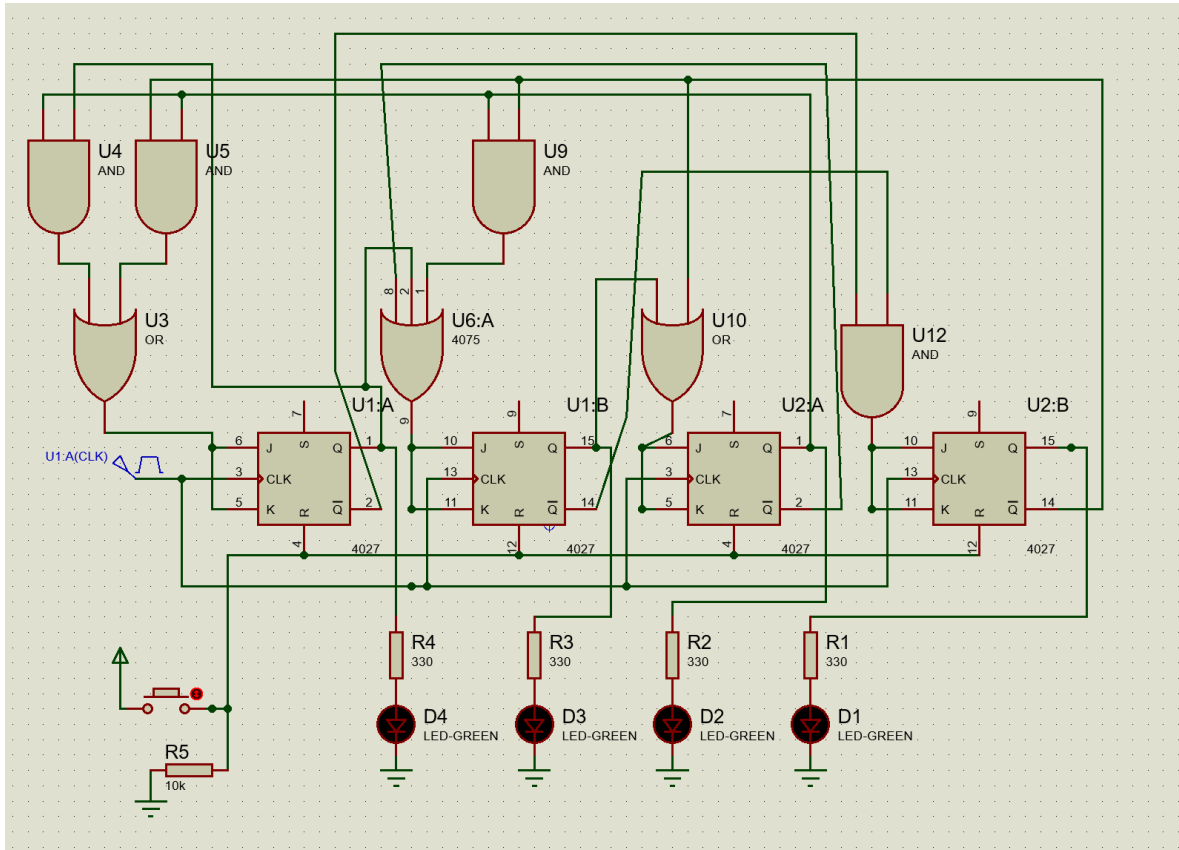 U4
AND
U5
AND
U9
AND
8
2
1
U3
OR
U6:A
4075
U10
OR
U12
AND
U1:A
U1:B
U2:A
U2:B
7
9
9
7
9
6
J
S
Q
1
10
J
S
Q
15
6
J
S
Q
1
10
J
S
Q
15
U1:A(CLK)
3
CLK
13
CLK
3
CLK
13
CLK
5
K
R
Q
2
11
K
R
Q
14
5
K
R
Q
2
11
K
R
Q
14
4
4027
12
4027
4
4027
12
4027
R4
330
R3
330
R2
330
R1
330
D4
LED-GREEN
D3
LED-GREEN
D2
LED-GREEN
D1
LED-GREEN
R5
10k